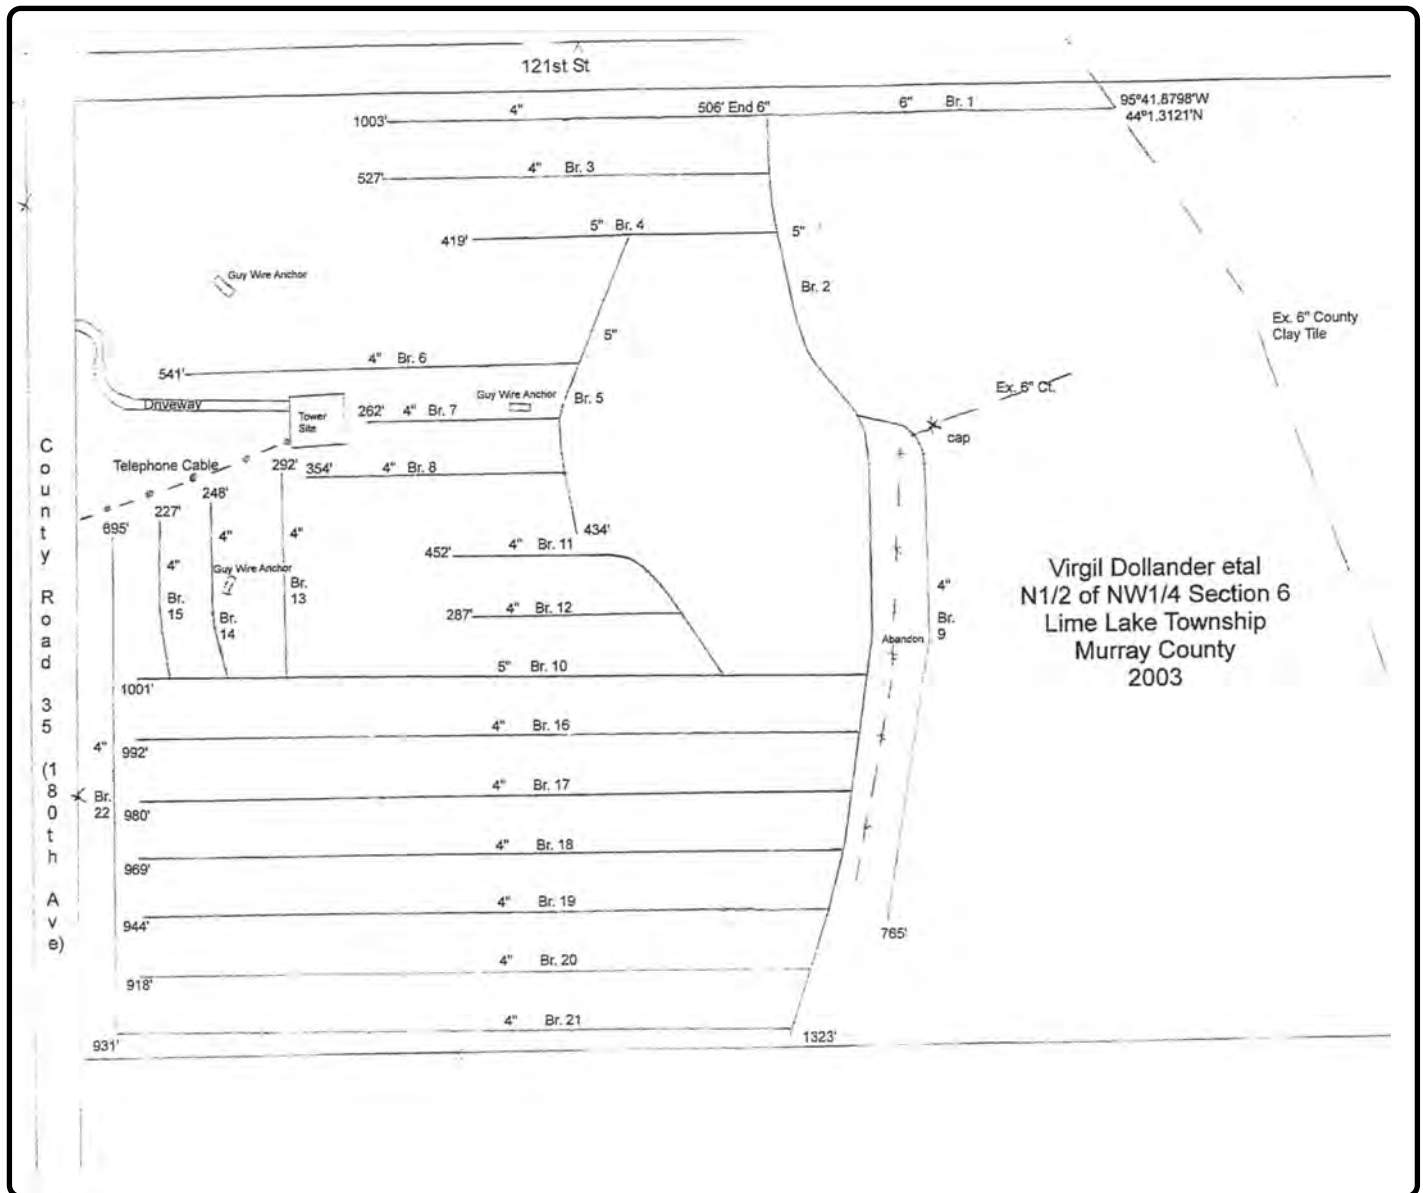 121st St
4" 506' End 6" 6" Br. 1
1003'
95°41.8798'W
44°1.3121'N
4" Br. 3
527'
5" Br. 4
419'
5"
Br. 2
Guy Wire Anchor
Ex. 6" County
Clay Tile
5"
4" Br. 6
541'
Driveway
Tower
Site
Guy Wire Anchor
262' 4" Br. 7
Br. 5
Ex. 6" Ct.
cap
Telephone Cable
292' 354' 4" Br. 8
248'
227'
695'
434'
4"
4"
4"
452' 4" Br. 11
Guy Wire Anchor
Br.
13
Br.
15
Br.
14
287' 4" Br. 12
Abandon
4"
Br.
9
Virgil Dollander etal
N1/2 of NW1/4 Section 6
Lime Lake Township
Murray County
2003
5" Br. 10
1001'
4" Br. 16
992'
4"
Br.
22
4" Br. 17
980'
4" Br. 18
969'
4" Br. 19
944'
765'
4" Br. 20
918'
4" Br. 21
931'
1323'
County Road 35 (180th Ave)